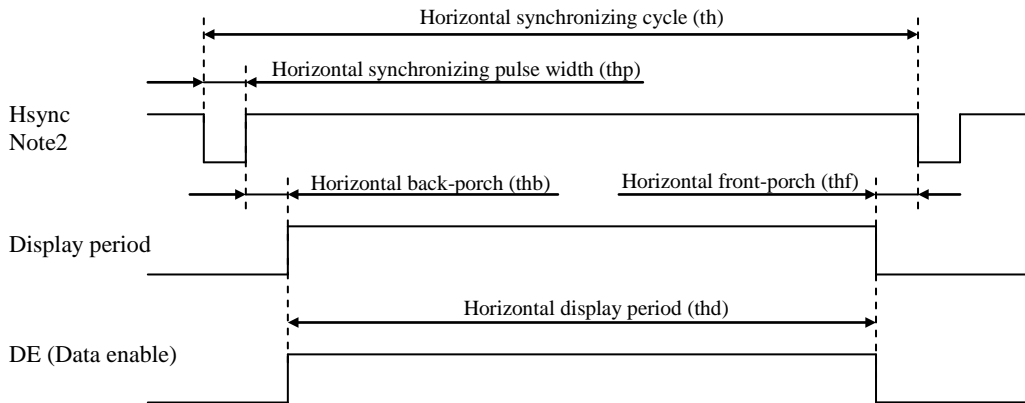 Horizontal synchronizing cycle (th)
Horizontal synchronizing pulse width (thp)
Hsync
Note2
Horizontal back-porch (thb)
Horizontal front-porch (thf)
Display period
Horizontal display period (thd)
DE (Data enable)